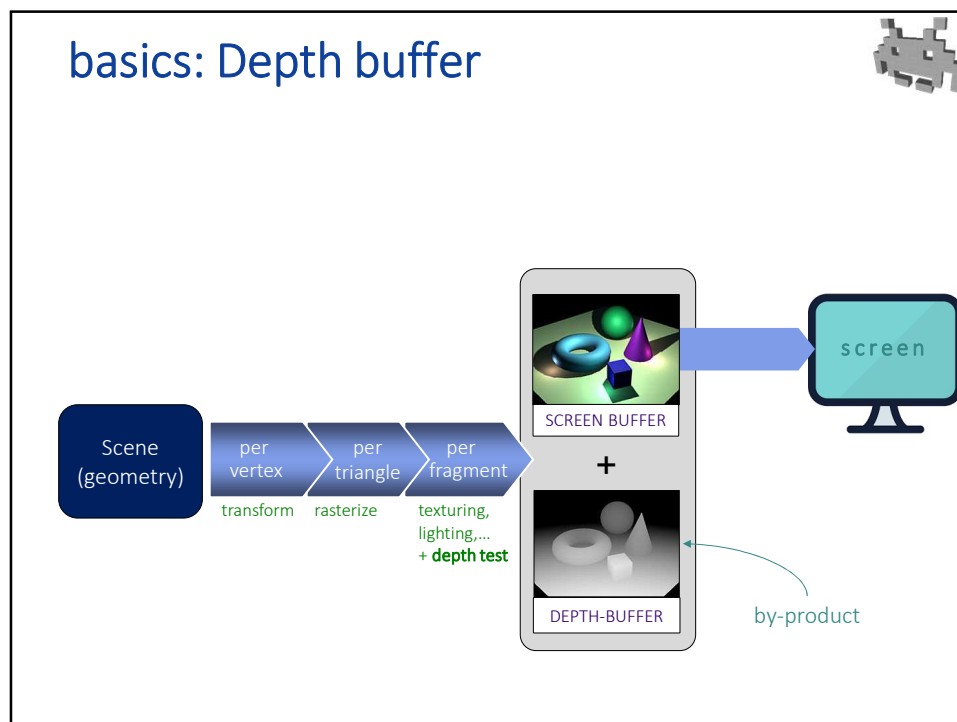 basics: Depth buffer
screen
SCREEN BUFFER
Scene
(geometry)
per
vertex
per
triangle
per
fragment
+
transform
rasterize
texturing,
lighting,...
+ depth test
DEPTH-BUFFER
by-product